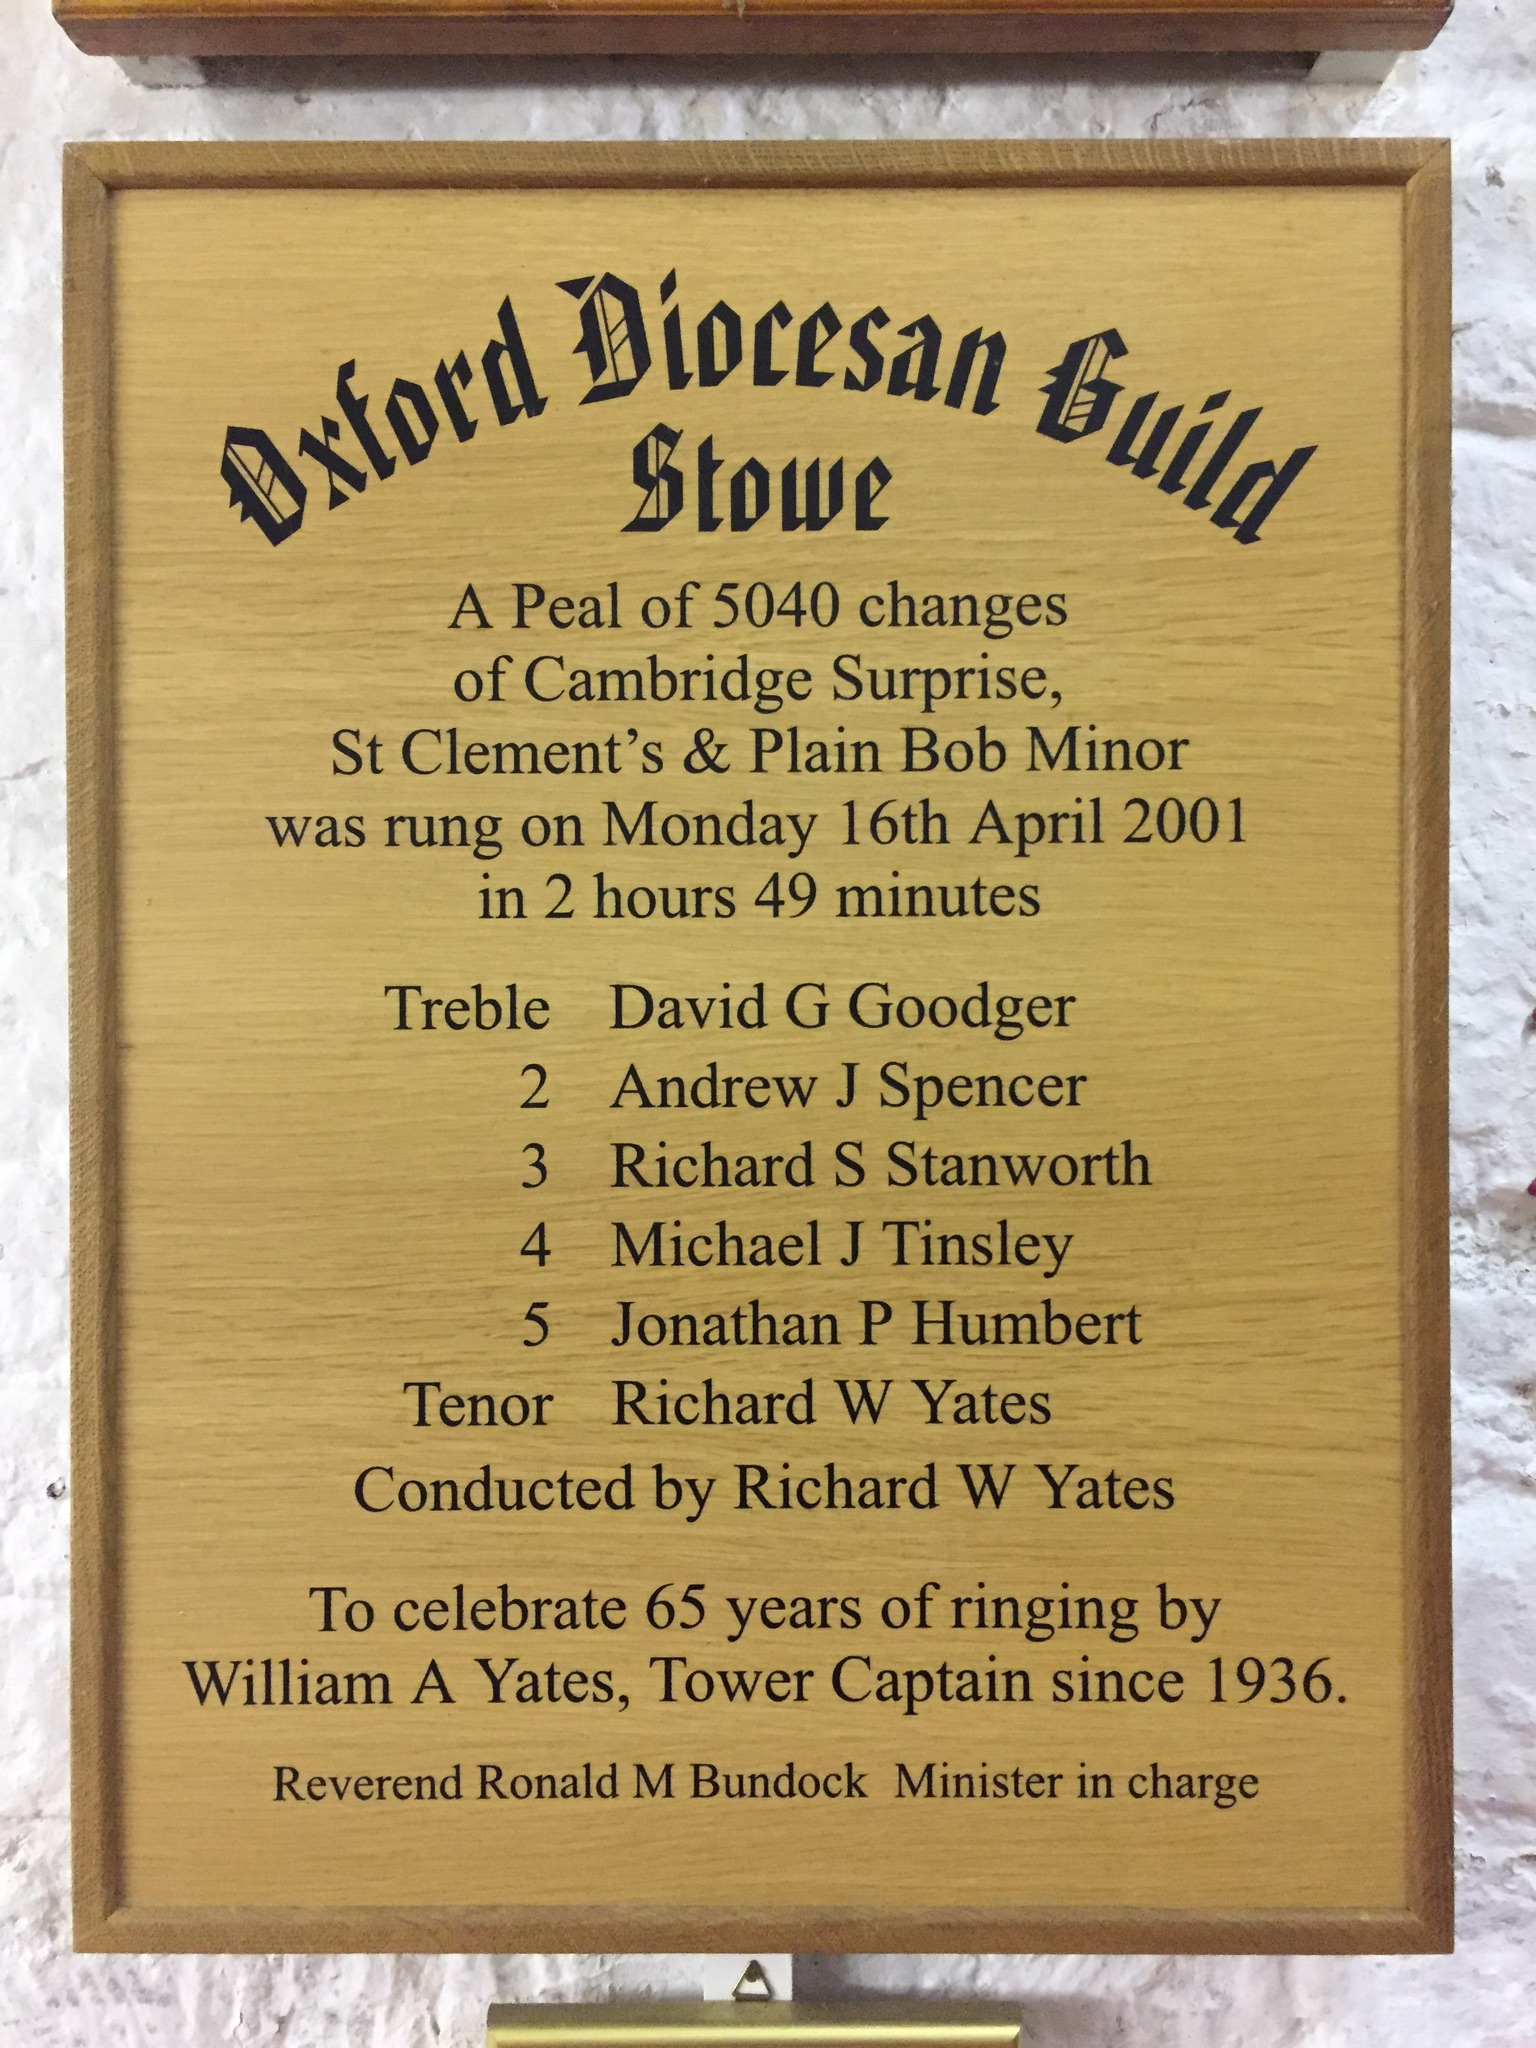 Oxford Diocesan Guild
Stowe
A Peal of 5040 changes
of Cambridge Surprise,
St Clement’s & Plain Bob Minor
was rung on Monday 16th April 2001
in 2 hours 49 minutes
Treble David G Goodger
2 Andrew J Spencer
3 Richard S Stanworth
4 Michael J Tinsley
5 Jonathan P Humbert
Tenor Richard W Yates
Conducted by Richard W Yates
To celebrate 65 years of ringing by
William A Yates, Tower Captain since 1936.
Reverend Ronald M Bundock Minister in charge